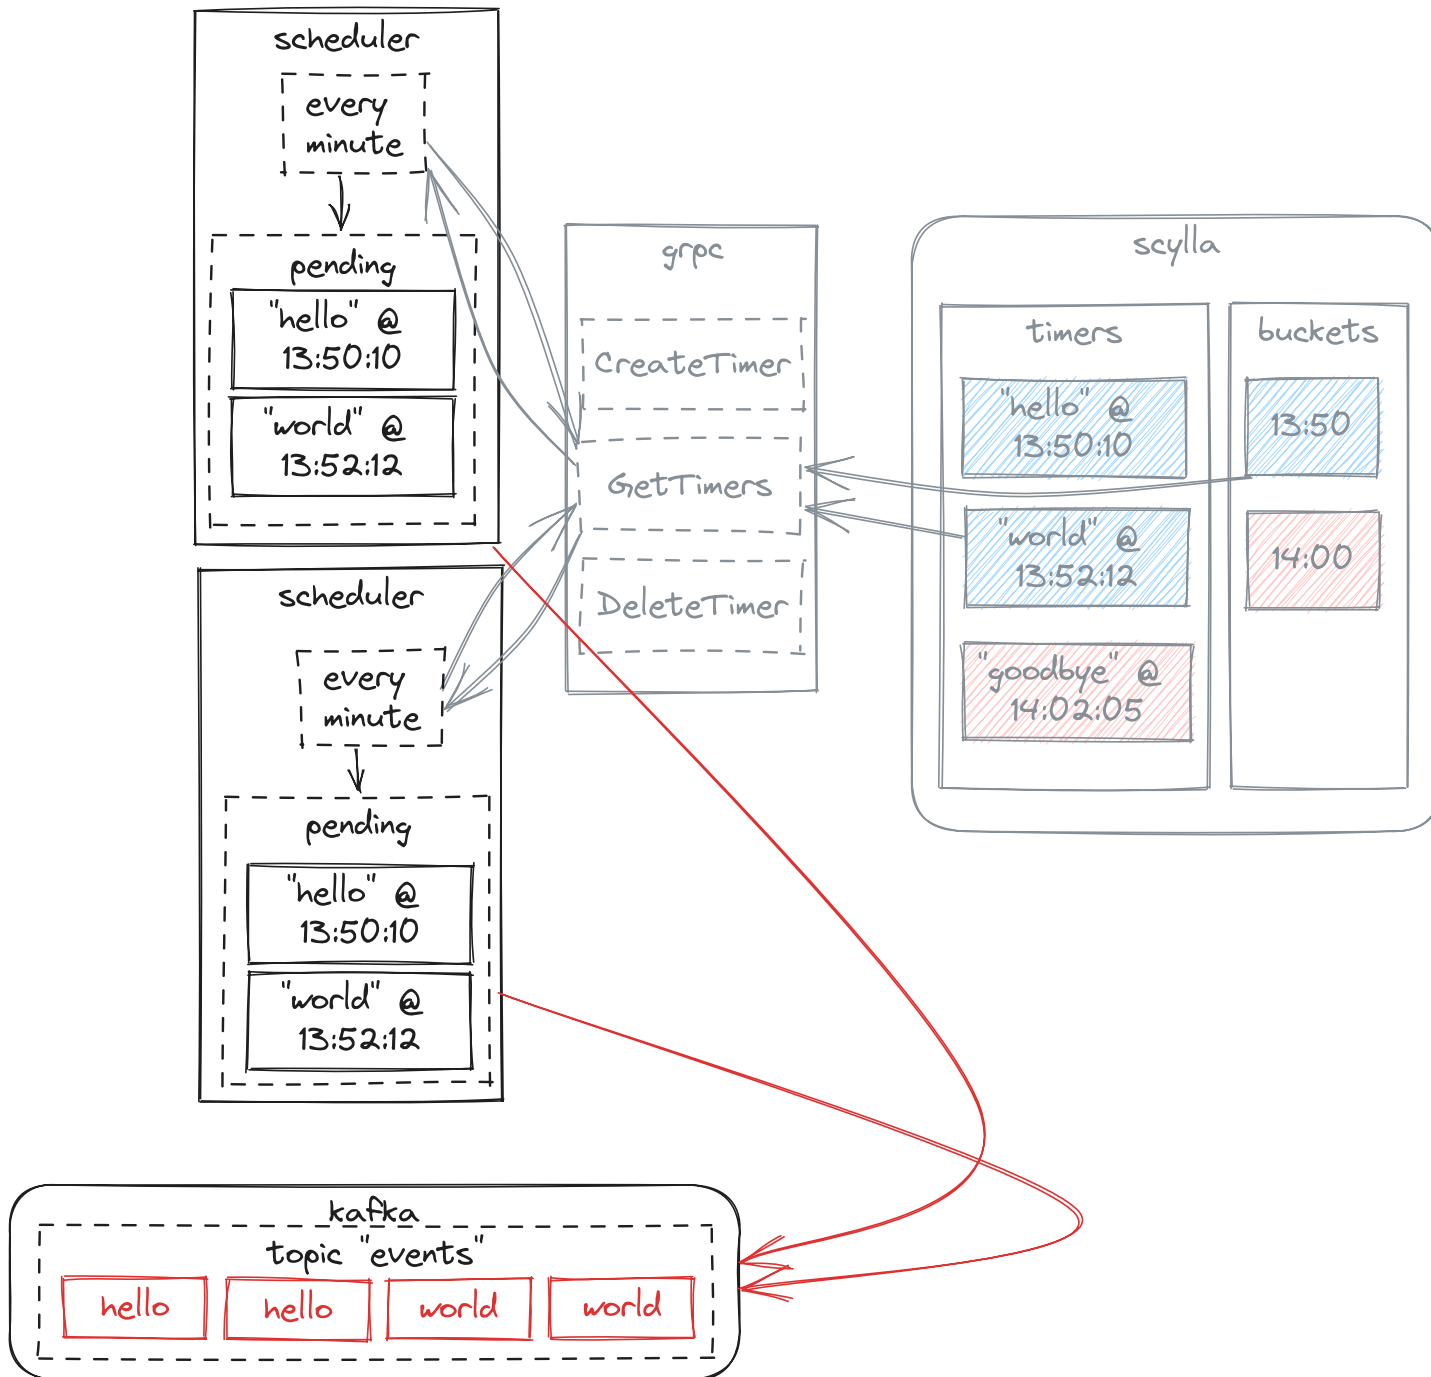 scheduler
every
minute
pending
"hello" @
13:50:10
"world" @
13:52:12
grpc
CreateTimer
GetTimers
DeleteTimer
scylla
timers
"hello" @
13:50:10
"world" @
13:52:12
"goodbye" @
14:02:05
buckets
13:50
14:00
scheduler
every
minute
pending
"hello" @
13:50:10
"world" @
13:52:12
kafka
topic "events"
hello
hello
world
world